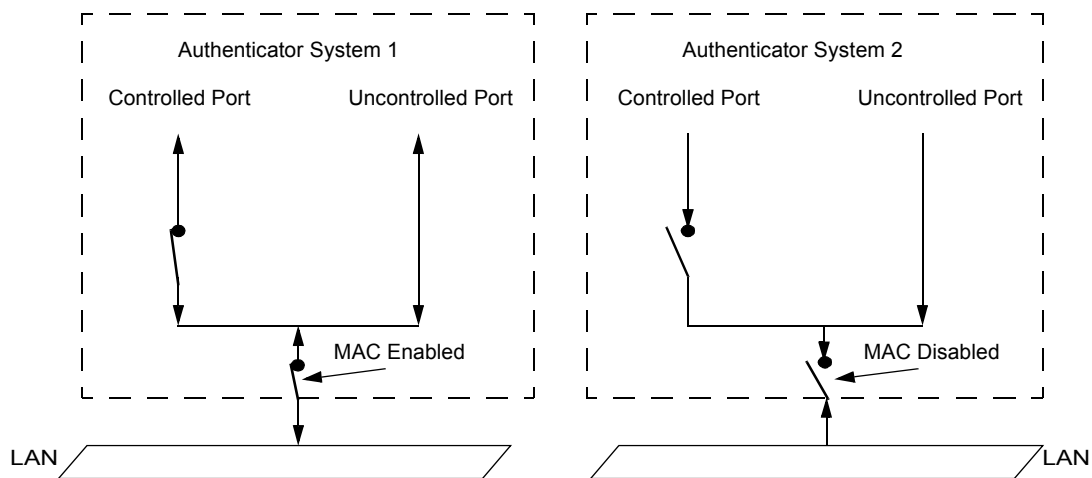 Authenticator System 1
Controlled Port
Uncontrolled Port
MAC Enabled
LAN
Authenticator System 2
Controlled Port
Uncontrolled Port
MAC Disabled
LAN